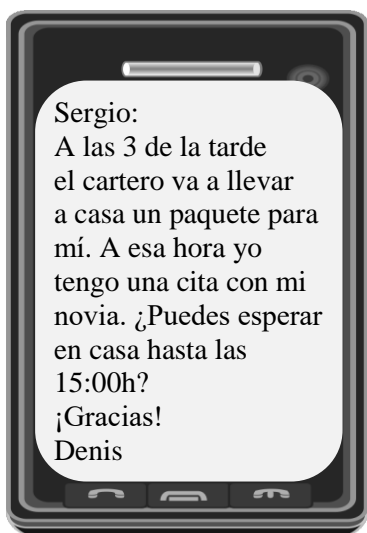 Sergio:
A las 3 de la tarde
el cartero va a llevar
a casa un paquete para
mí. A esa hora yo
tengo una cita con mi
novia. ¿Puedes esperar
en casa hasta las
15:00h?
¡Gracias!
Denis